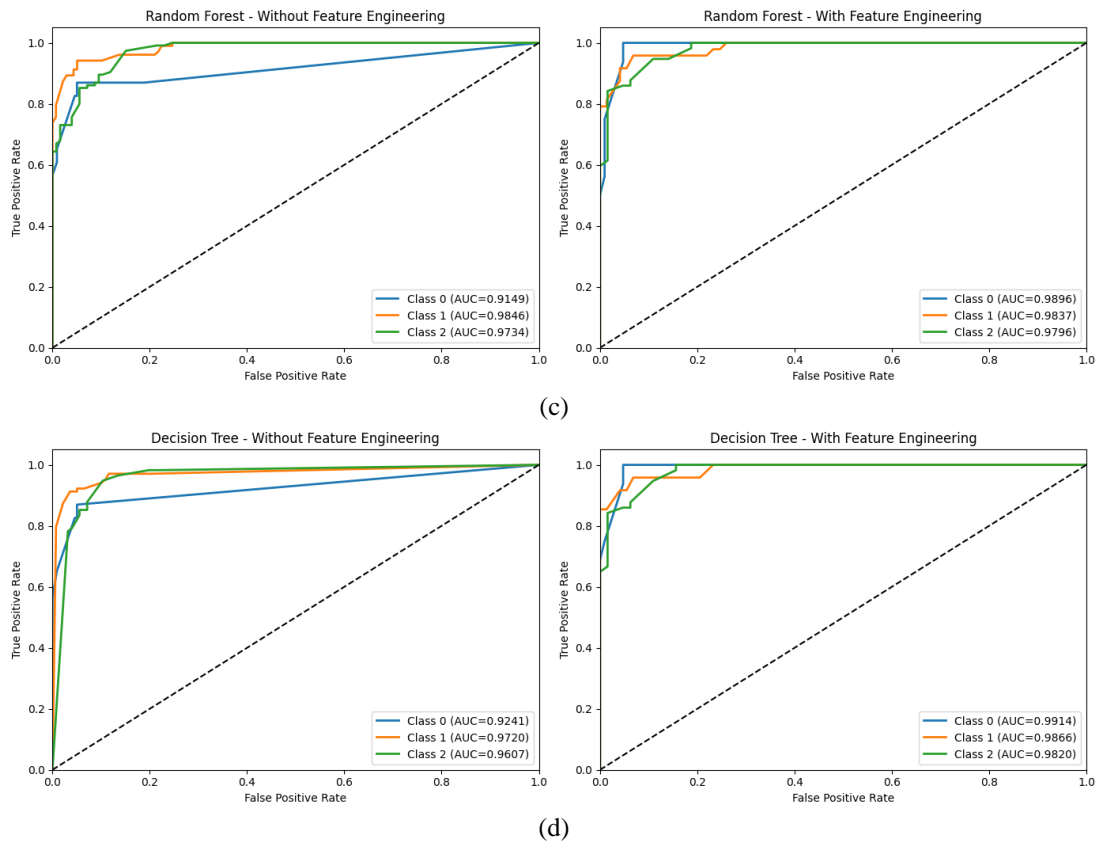 Random Forest - Without Feature Engineering
1.0
0.8
0.6
0.4
0.2
0.0
True Positive Rate
0.0 0.2 0.4 0.6 0.8 1.0
False Positive Rate
Class 0 (AUC=0.9149)
Class 1 (AUC=0.9846)
Class 2 (AUC=0.9734)
Random Forest - With Feature Engineering
1.0
0.8
0.6
0.4
0.2
0.0
True Positive Rate
0.0 0.2 0.4 0.6 0.8 1.0
False Positive Rate
Class 0 (AUC=0.9896)
Class 1 (AUC=0.9837)
Class 2 (AUC=0.9796)
(c)
Decision Tree - Without Feature Engineering
1.0
0.8
0.6
0.4
0.2
0.0
True Positive Rate
0.0 0.2 0.4 0.6 0.8 1.0
False Positive Rate
Class 0 (AUC=0.9241)
Class 1 (AUC=0.9720)
Class 2 (AUC=0.9607)
Decision Tree - With Feature Engineering
1.0
0.8
0.6
0.4
0.2
0.0
True Positive Rate
0.0 0.2 0.4 0.6 0.8 1.0
False Positive Rate
Class 0 (AUC=0.9914)
Class 1 (AUC=0.9866)
Class 2 (AUC=0.9820)
(d)